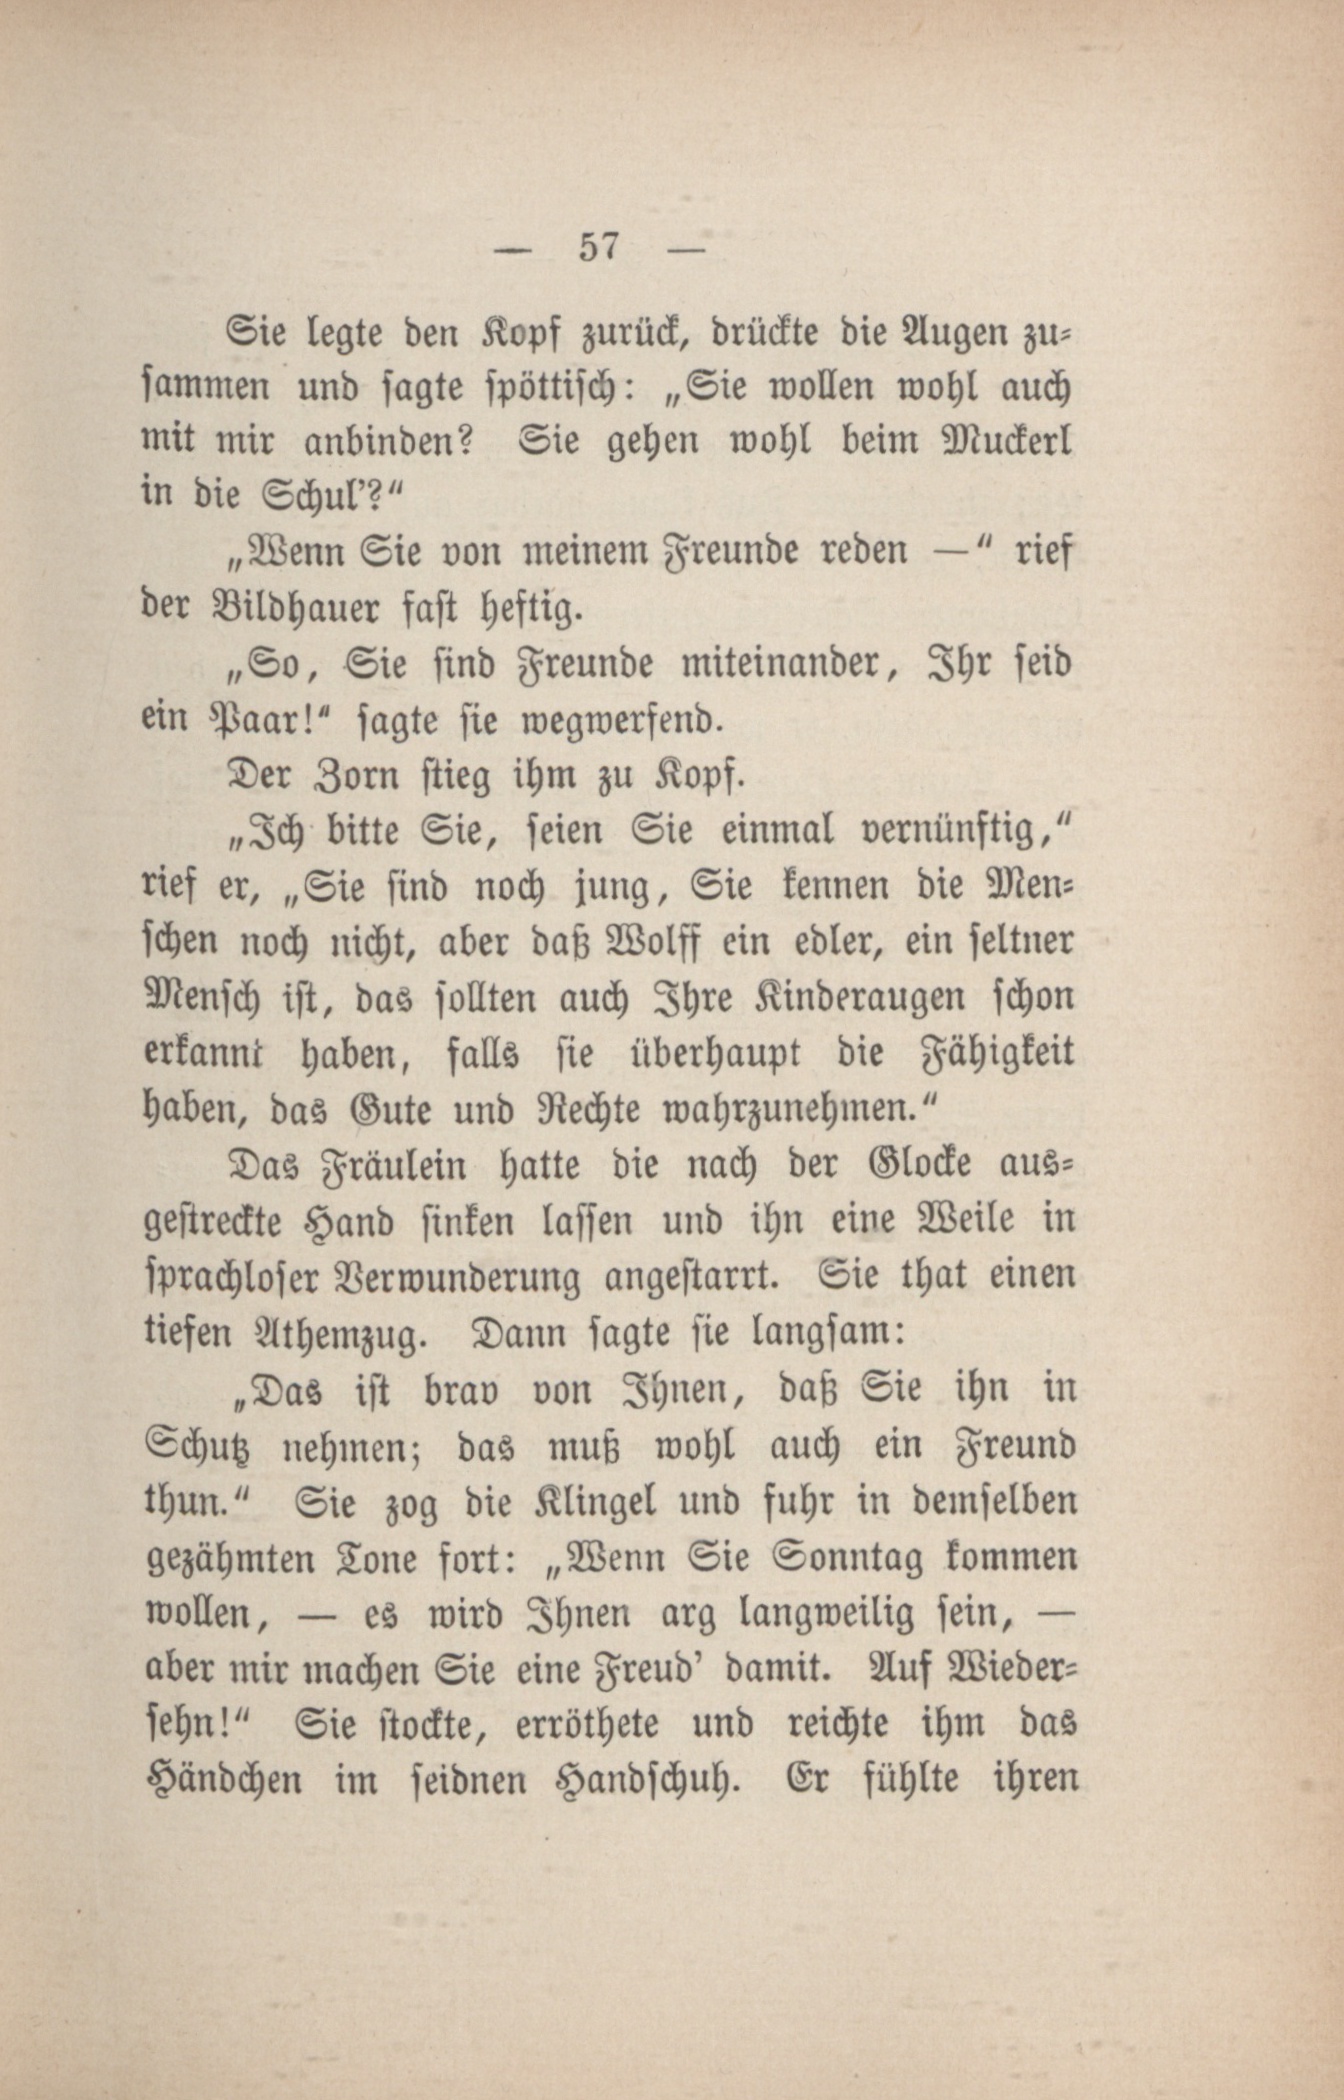 — 57 —
Sie legte den Kopf zurück, drückte die Augen zu-
sammen und sagte spöttisch: „Sie wollen wohl auch
mit mir anbinden? Sie gehen wohl beim Muckerl
in die Schul’?“
„Wenn Sie von meinem Freunde reden —“ rief
der Bildhauer fast heftig.
„So, Sie sind Freunde miteinander, Ihr seid
ein Paar!“ sagte sie wegwerfend.
Der Zorn stieg ihm zu Kopf.
„Ich bitte Sie, seien Sie einmal vernünftig,“
rief er, „Sie sind noch jung, Sie kennen die Men-
schen noch nicht, aber daß Wolff ein edler, ein seltner
Mensch ist, das sollten auch Ihre Kinderaugen schon
erkannt haben, falls sie überhaupt die Fähigkeit
haben, das Gute und Rechte wahrzunehmen.“
Das Fräulein hatte die nach der Glocke aus-
gestreckte Hand sinken lassen und ihn eine Weile in
sprachloser Verwunderung angestarrt. Sie that einen
tiefen Athemzug. Dann sagte sie langsam:
„Das ist brav von Ihnen, daß Sie ihn in
Schutz nehmen; das muß wohl auch ein Freund
thun.“ Sie zog die Klingel und fuhr in demselben
gezähmten Tone fort: „Wenn Sie Sonntag kommen
wollen, — es wird Ihnen arg langweilig sein, —
aber mir machen Sie eine Freud’ damit. Auf Wieder-
sehn!“ Sie stockte, erröthete und reichte ihm das
Händchen im seidnen Handschuh. Er fühlte ihren